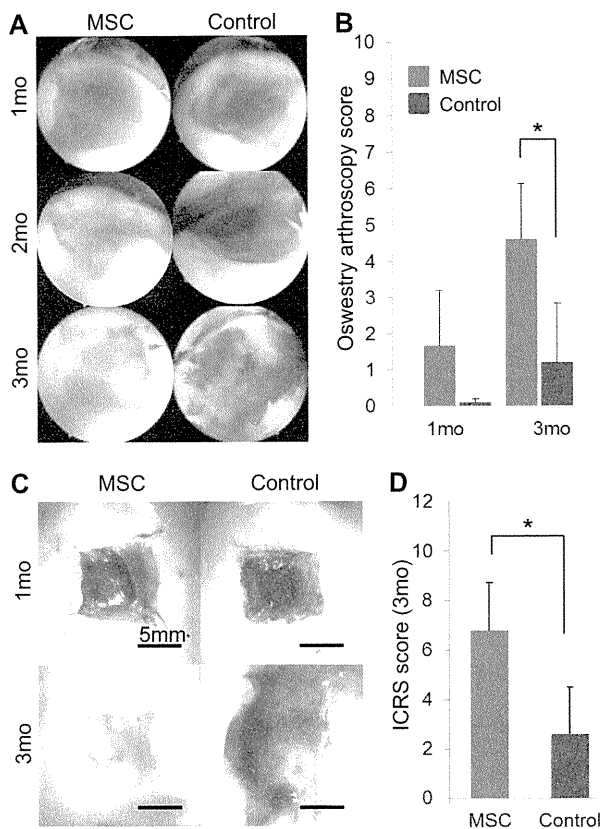 A
MSC Control
1mo
2mo
3mo
B
Oswestry arthroscopy score
10
9
8
7
6
5
4
3
2
1
0
MSC
Control
*
1mo 3mo
C
MSC Control
1mo
5mm
3mo
D
ICRS score (3mo)
12
10
8
6
4
2
0
*
MSC Control